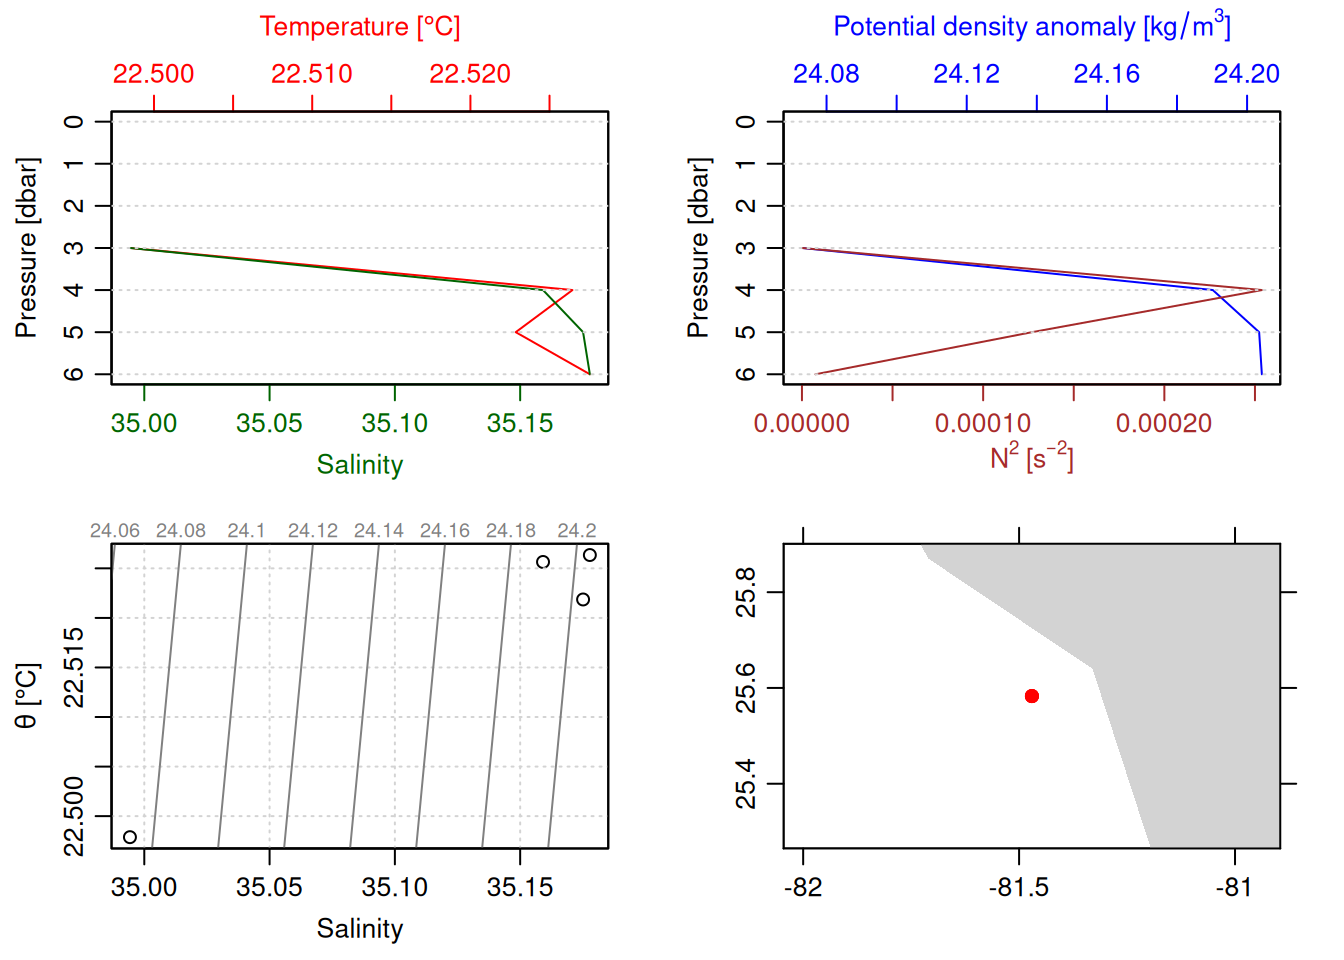 Temperature [°C]
22.500 22.510 22.520
Pressure [dbar]
0
1
2
3
4
5
6
35.00 35.05 35.10 35.15
Salinity
Potential density anomaly [kg/m³]
24.08 24.12 24.16 24.20
Pressure [dbar]
0
1
2
3
4
5
6
0.00000 0.00010 0.00020
N² [s⁻²]
24.06 24.08 24.1 24.12 24.14 24.16 24.18 24.2
θ [°C]
22.515
22.500
35.00 35.05 35.10 35.15
Salinity
25.8
25.6
25.4
-82 -81.5 -81